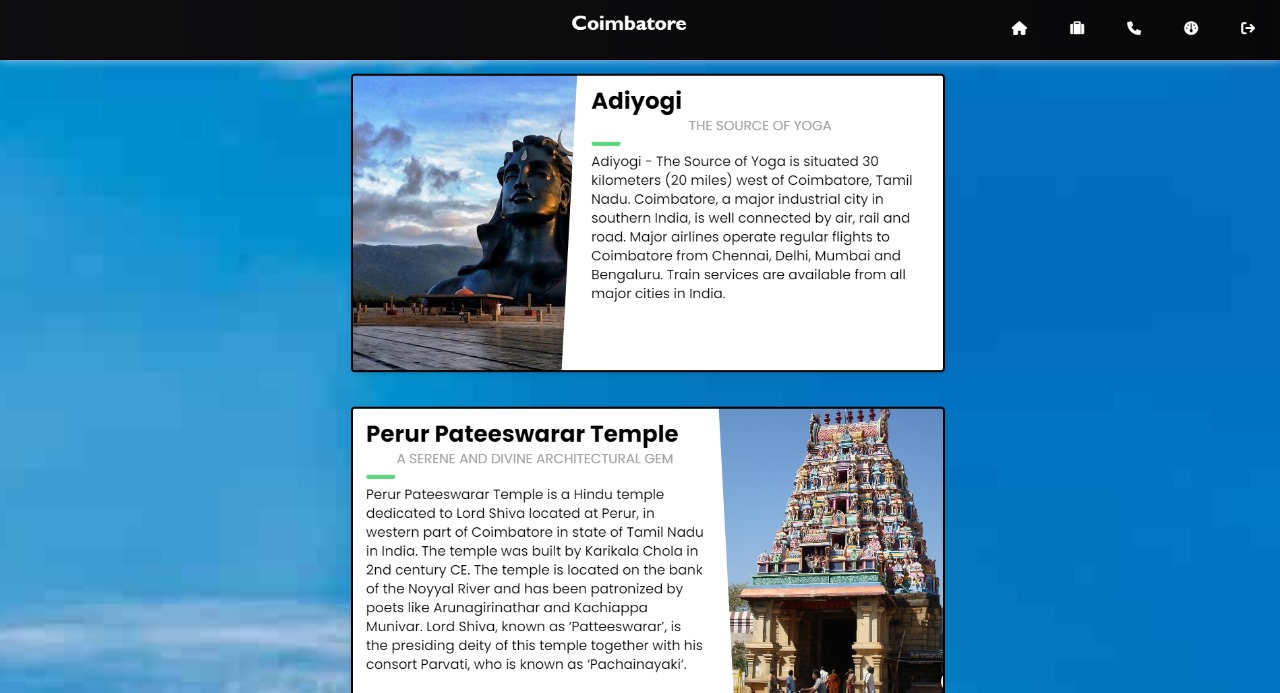 Coimbatore
Adiyogi
THE SOURCE OF YOGA
Adiyogi - The Source of Yoga is situated 30
kilometers (20 miles) west of Coimbatore, Tamil
Nadu. Coimbatore, a major industrial city in
southern India, is well connected by air, rail and
road. Major airlines operate regular flights to
Coimbatore from Chennai, Delhi, Mumbai and
Bengaluru. Train services are available from all
major cities in India.
Perur Pateeswarar Temple
A SERENE AND DIVINE ARCHITECTURAL GEM
Perur Pateeswarar Temple is a Hindu temple
dedicated to Lord Shiva located at Perur, in
western part of Coimbatore in state of Tamil Nadu
in India. The temple was built by Karikala Chola in
2nd century CE. The temple is located on the bank
of the Noyyal River and has been patronized by
poets like Arunagirinathar and Kachiappa
Munivar. Lord Shiva, known as ‘Patteeswarar’, is
the presiding deity of this temple together with his
consort Parvati, who is known as ‘Pachainayaki’.